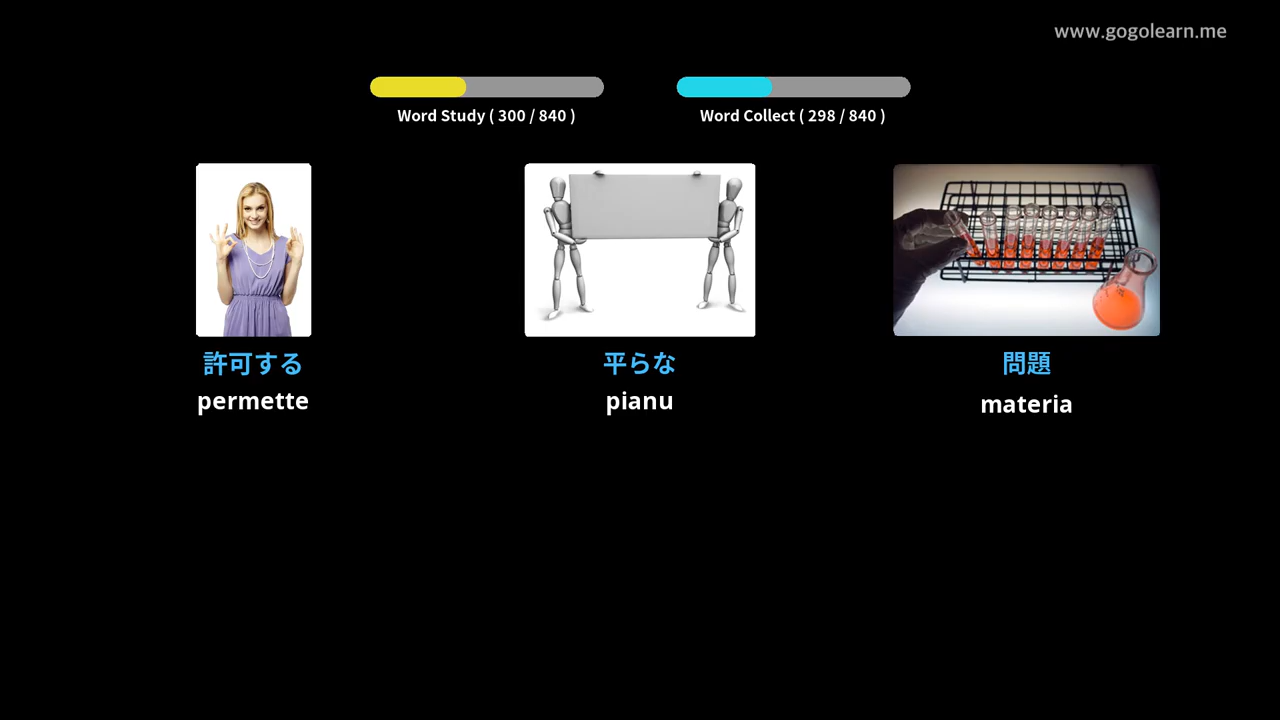 www.gogolearn.me
Word Study ( 300 / 840 )
Word Collect ( 298 / 840 )
許可する
平らな
問題
permette
pianu
materia